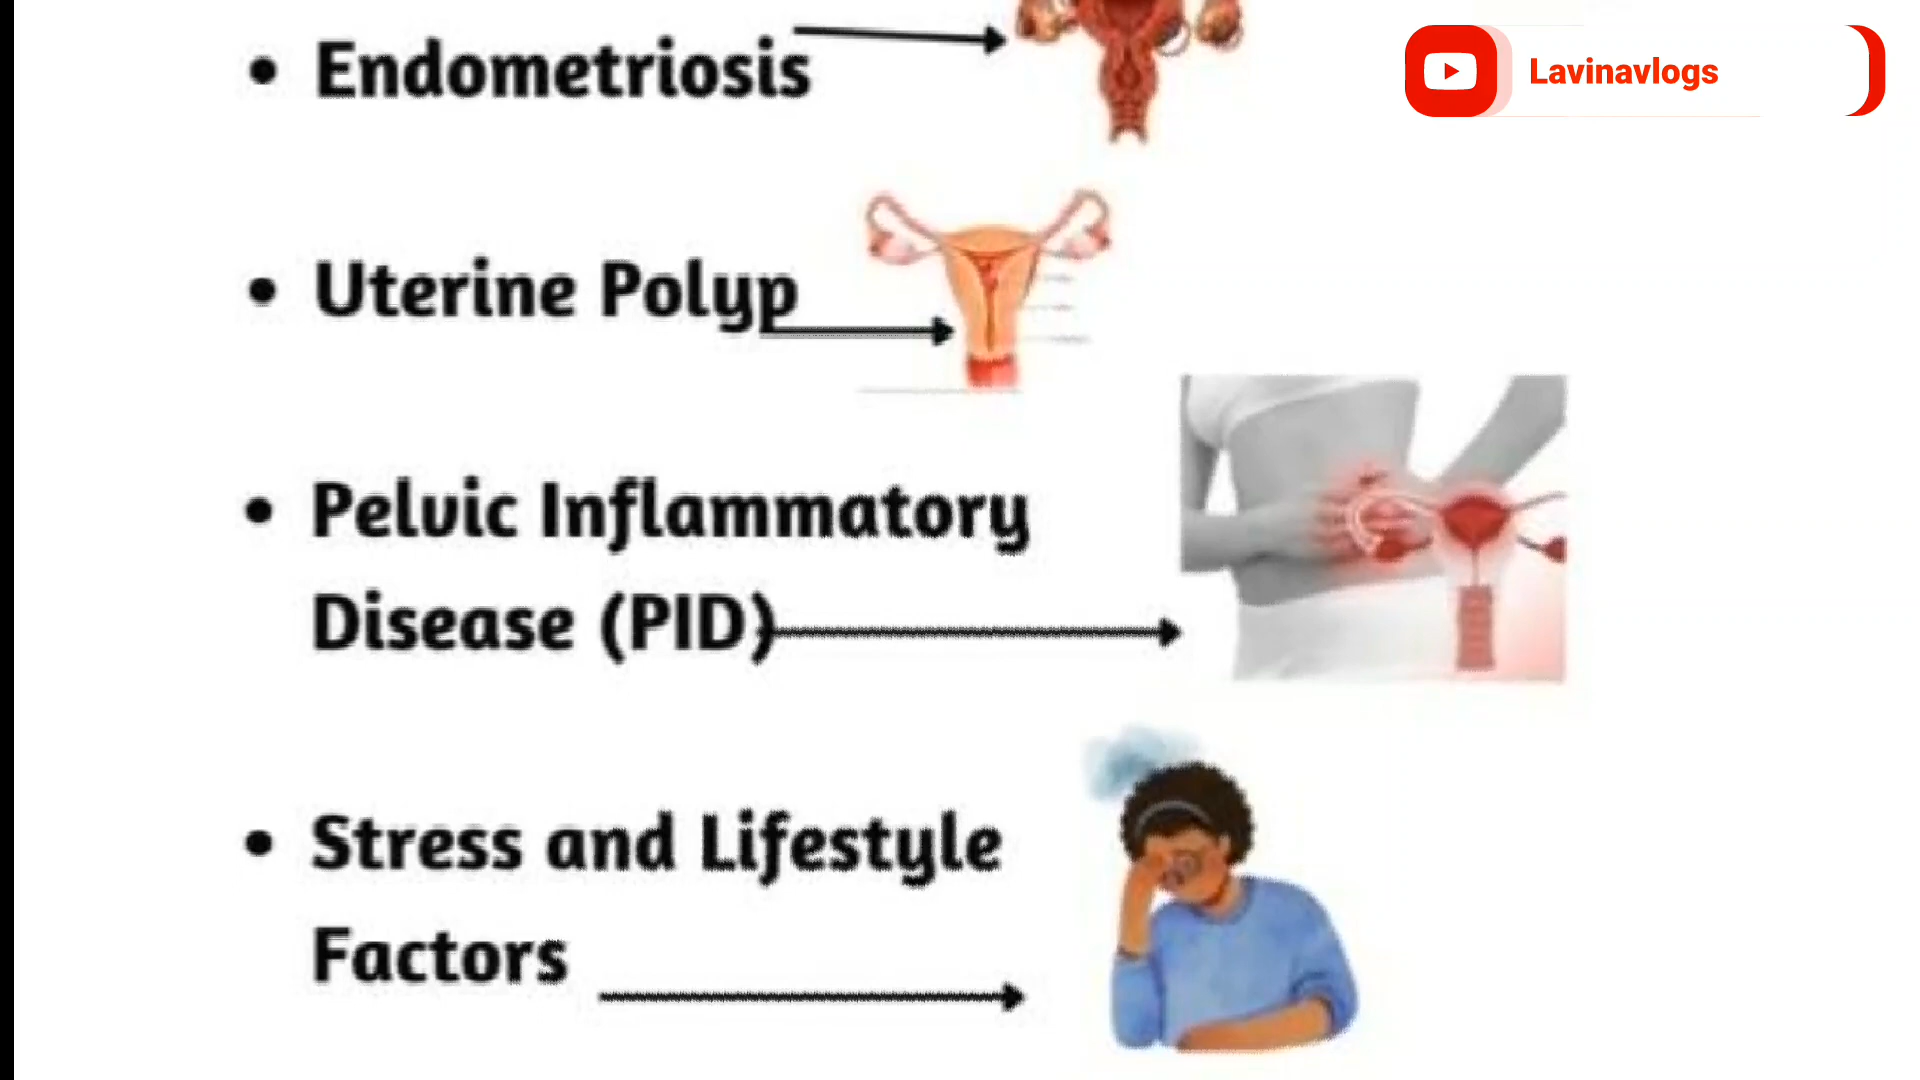 • Endometriosis
Lavinavlogs
• Uterine Polyp
• Pelvic Inflammatory
Disease (PID)
• Stress and Lifestyle
Factors